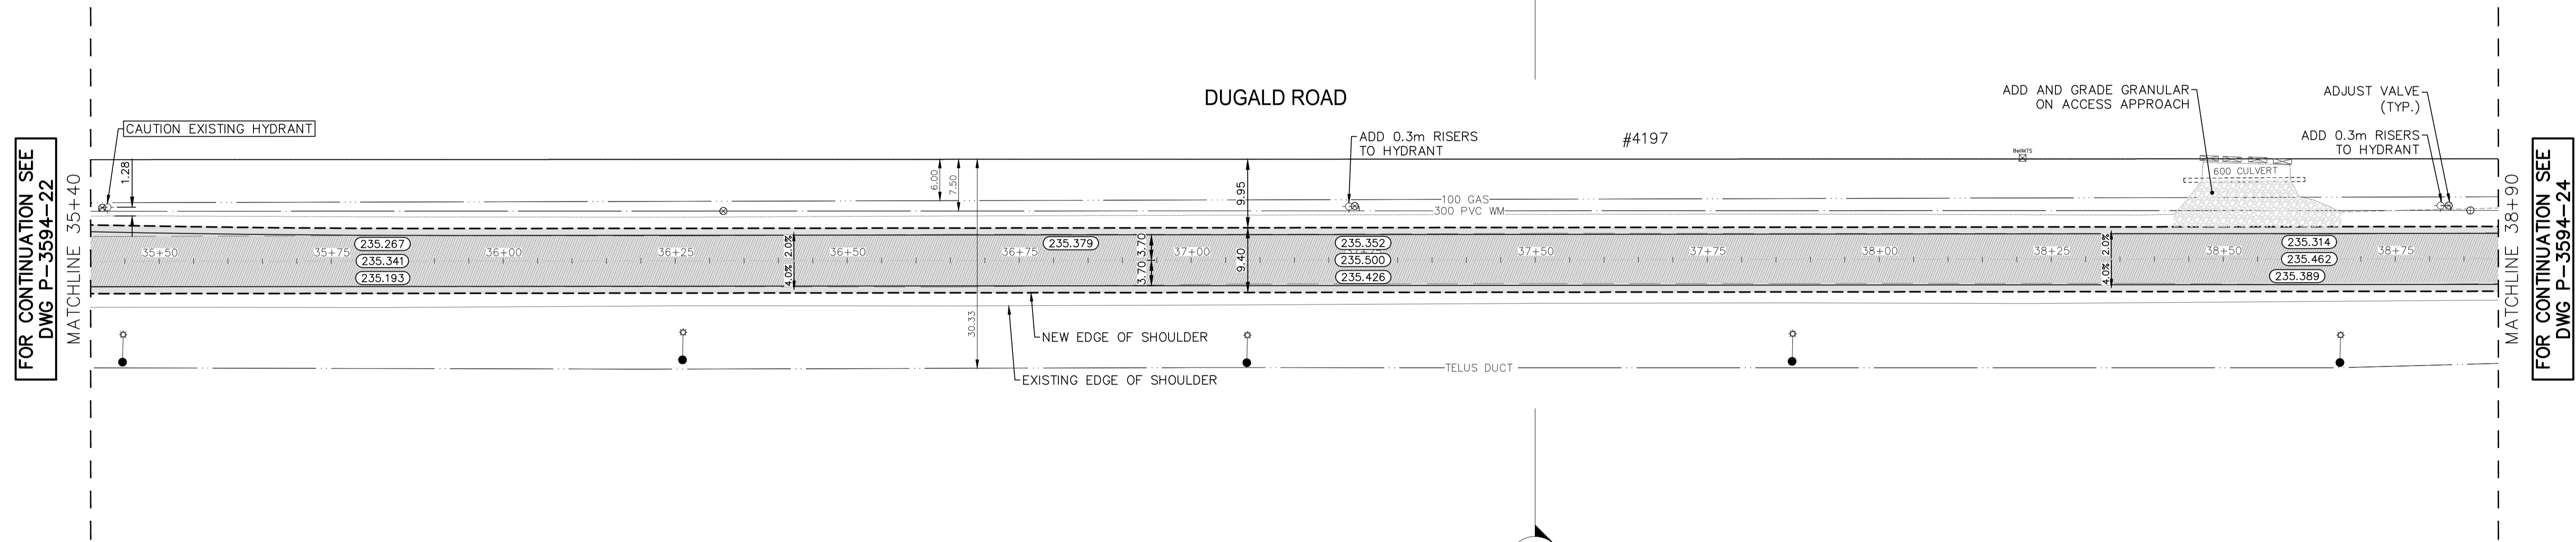 DUGALD ROAD
FOR CONTINUATION SEE
DWG P-3594-22
MATCHLINE 35+40
CAUTION EXISTING HYDRANT
1.28
6.00
7.50
9.95
ADD 0.3m RISERS
TO HYDRANT
#4197
BellMTS
ADD AND GRADE GRANULAR
ON ACCESS APPROACH
ADJUST VALVE
(TYP.)
ADD 0.3m RISERS
TO HYDRANT
600 CULVERT
100 GAS
300 PVC WM
35+50
35+75
36+00
36+25
36+50
36+75
37+00
37+50
37+75
38+00
38+25
38+50
38+75
235.267
235.341
235.193
4.0% 2.0%
235.379
3.70 3.70
9.40
235.352
235.500
235.426
4.0% 2.0%
235.314
235.462
235.389
30.33
NEW EDGE OF SHOULDER
EXISTING EDGE OF SHOULDER
TELUS DUCT
MATCHLINE 38+90
FOR CONTINUATION SEE
DWG P-3594-24